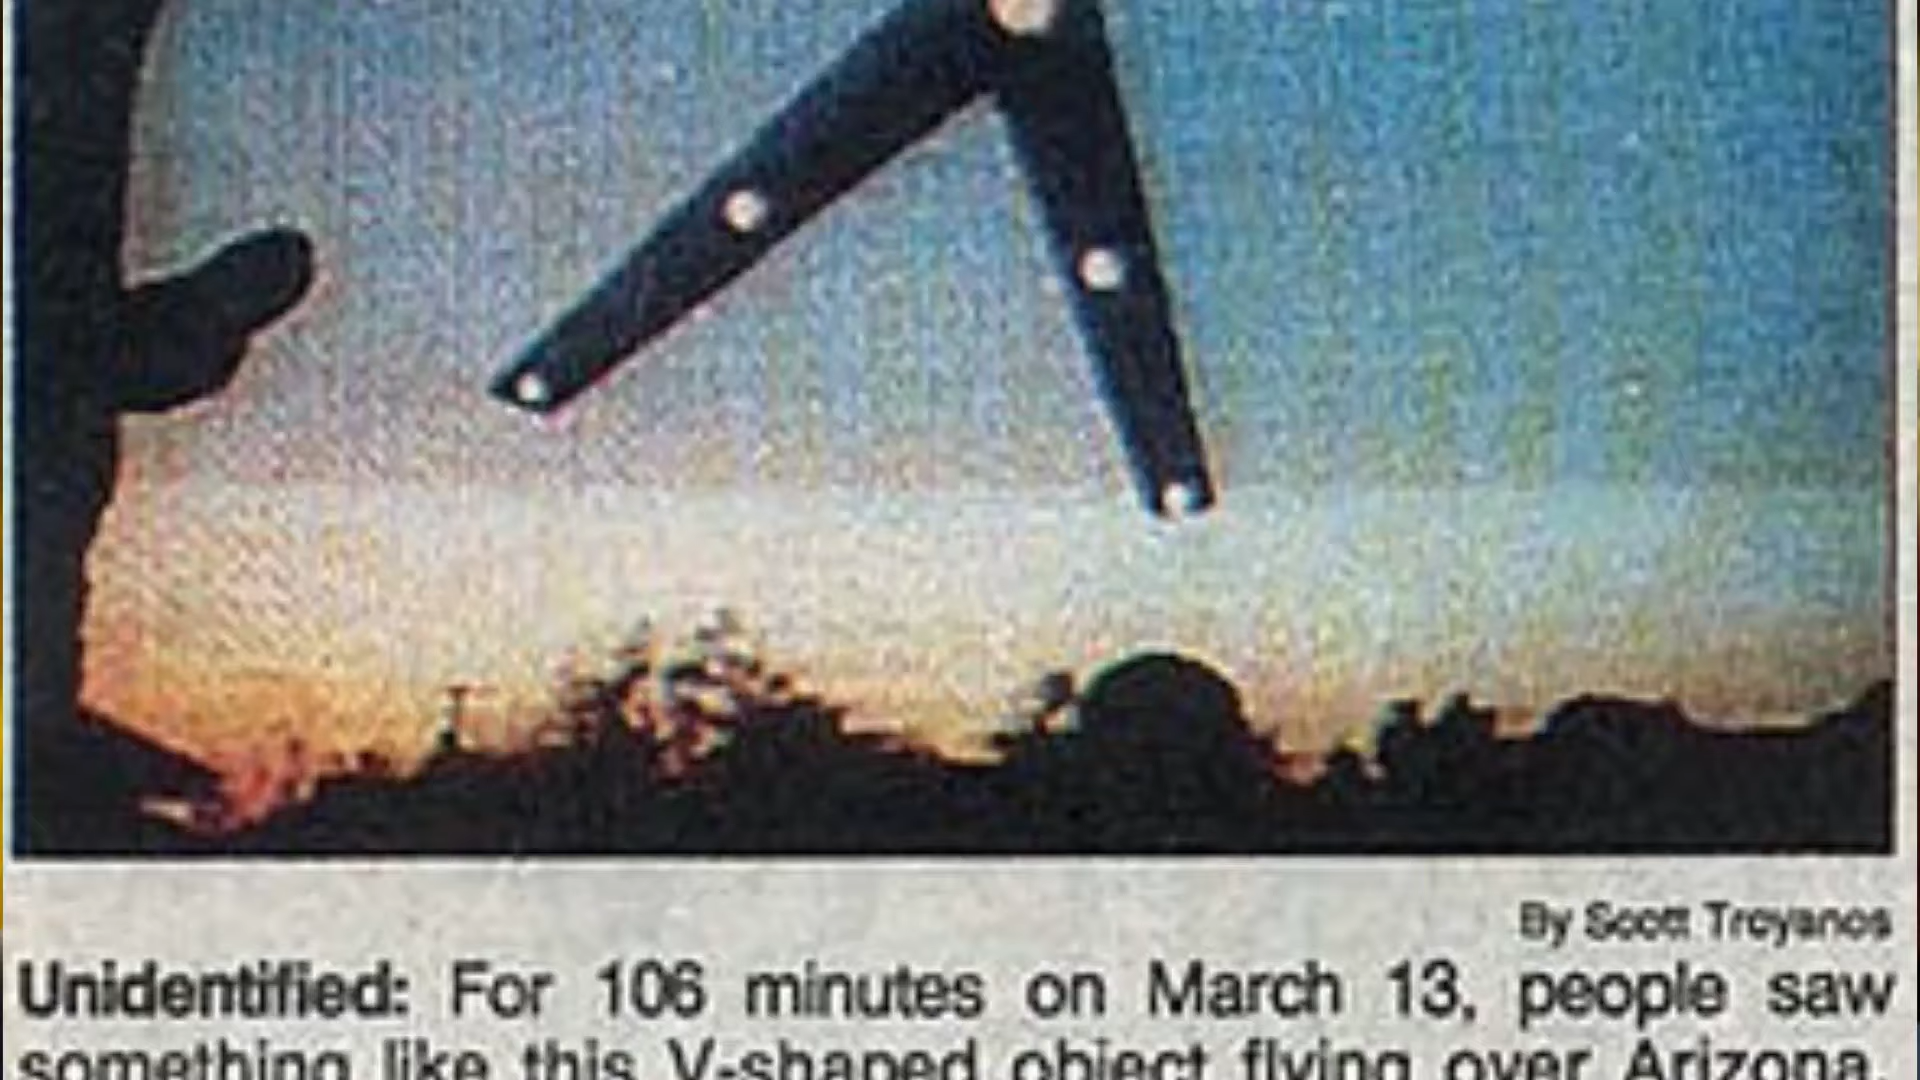 By Scott Troyanos
Unidentified: For 106 minutes on March 13, people saw
something like this V-shaped object flying over Arizona.